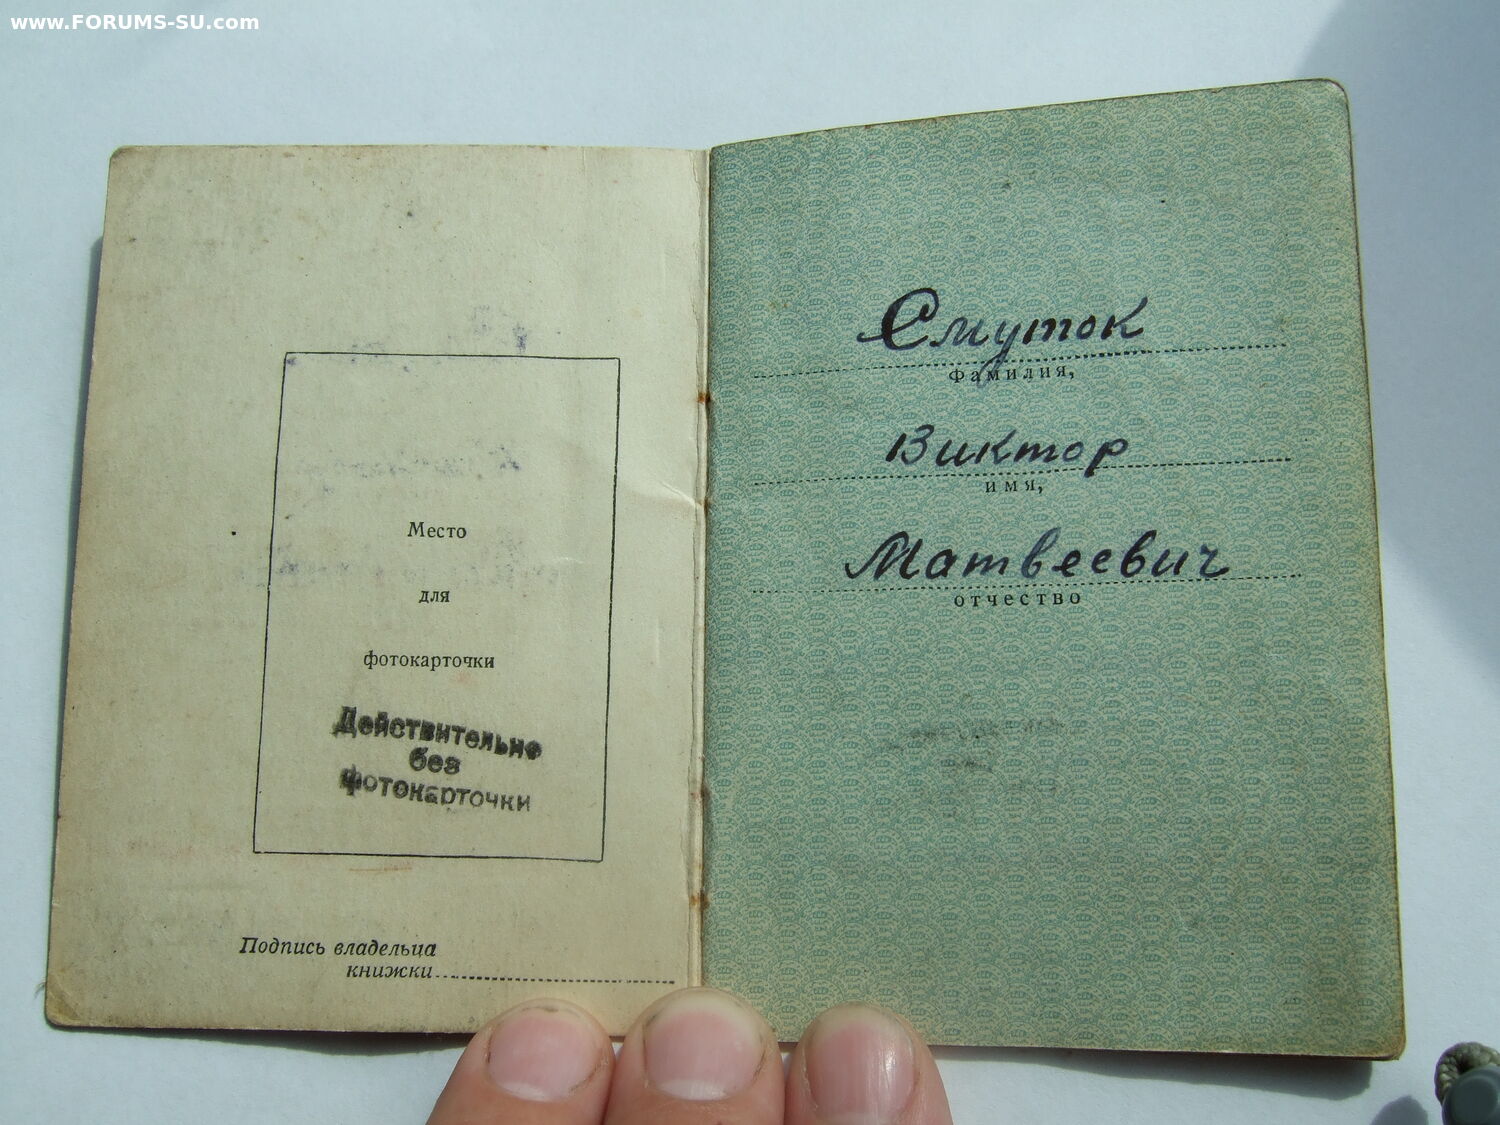 www.FORUMS-SU.com
Место
для
фотокарточки
Действительно
без
фотокарточки
Подпись владельца
книжки
Смуток
Фамилия,
Виктор
имя,
Матвеевич
отчество